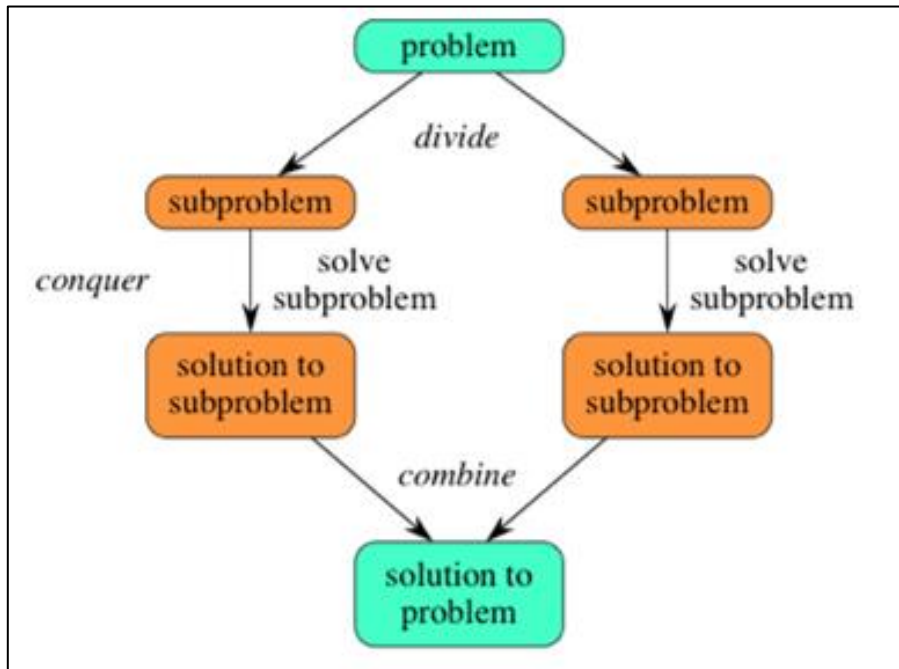 problem
divide
subproblem
subproblem
conquer
solve
subproblem
solve
subproblem
solution to
subproblem
solution to
subproblem
combine
solution to
problem